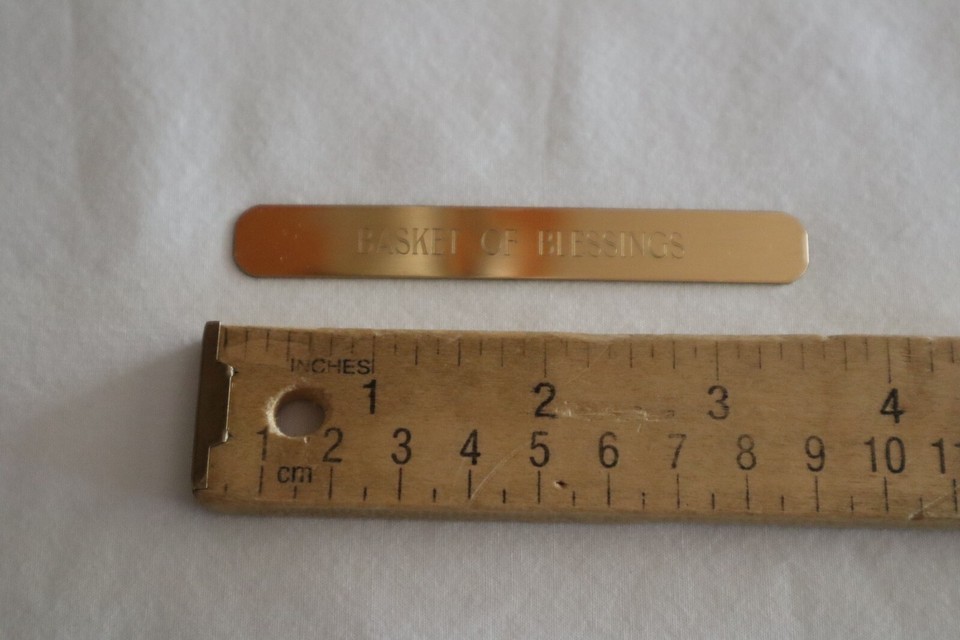 BASKET OF BLESSINGS
INCHES
1 2 3 4
1 2 3 4 5 6 7 8 9 10 11
cm